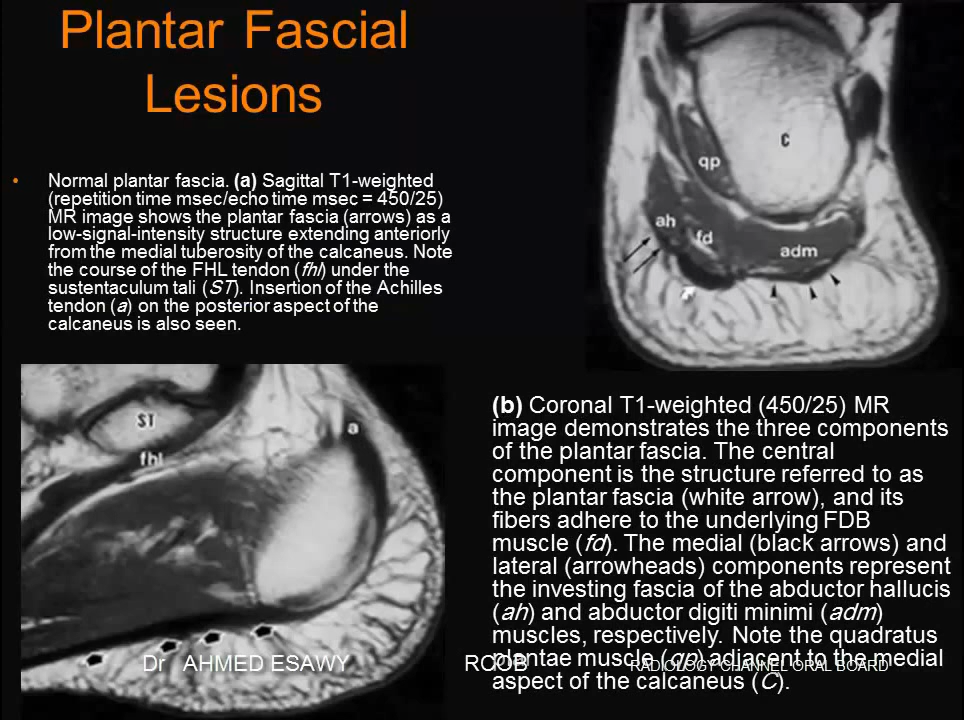 Plantar Fascial
Lesions
• Normal plantar fascia. (a) Sagittal T1-weighted
(repetition time msec/echo time msec = 450/25)
MR image shows the plantar fascia (arrows) as a
low-signal-intensity structure extending anteriorly
from the medial tuberosity of the calcaneus. Note
the course of the FHL tendon (fhl) under the
sustentaculum tali (ST). Insertion of the Achilles
tendon (a) on the posterior aspect of the
calcaneus is also seen.
C
qp
ah
fd
adm
ST
a
fhl
(b) Coronal T1-weighted (450/25) MR
image demonstrates the three components
of the plantar fascia. The central
component is the structure referred to as
the plantar fascia (white arrow), and its
fibers adhere to the underlying FDB
muscle (fd). The medial (black arrows) and
lateral (arrowheads) components represent
the investing fascia of the abductor hallucis
(ah) and abductor digiti minimi (adm)
muscles, respectively. Note the quadratus
plantae muscle (qp) adjacent to the medial
aspect of the calcaneus (C).
Dr AHMED ESAWY
RCOB
RADIOLOGY CHANNEL ORAL BOARD